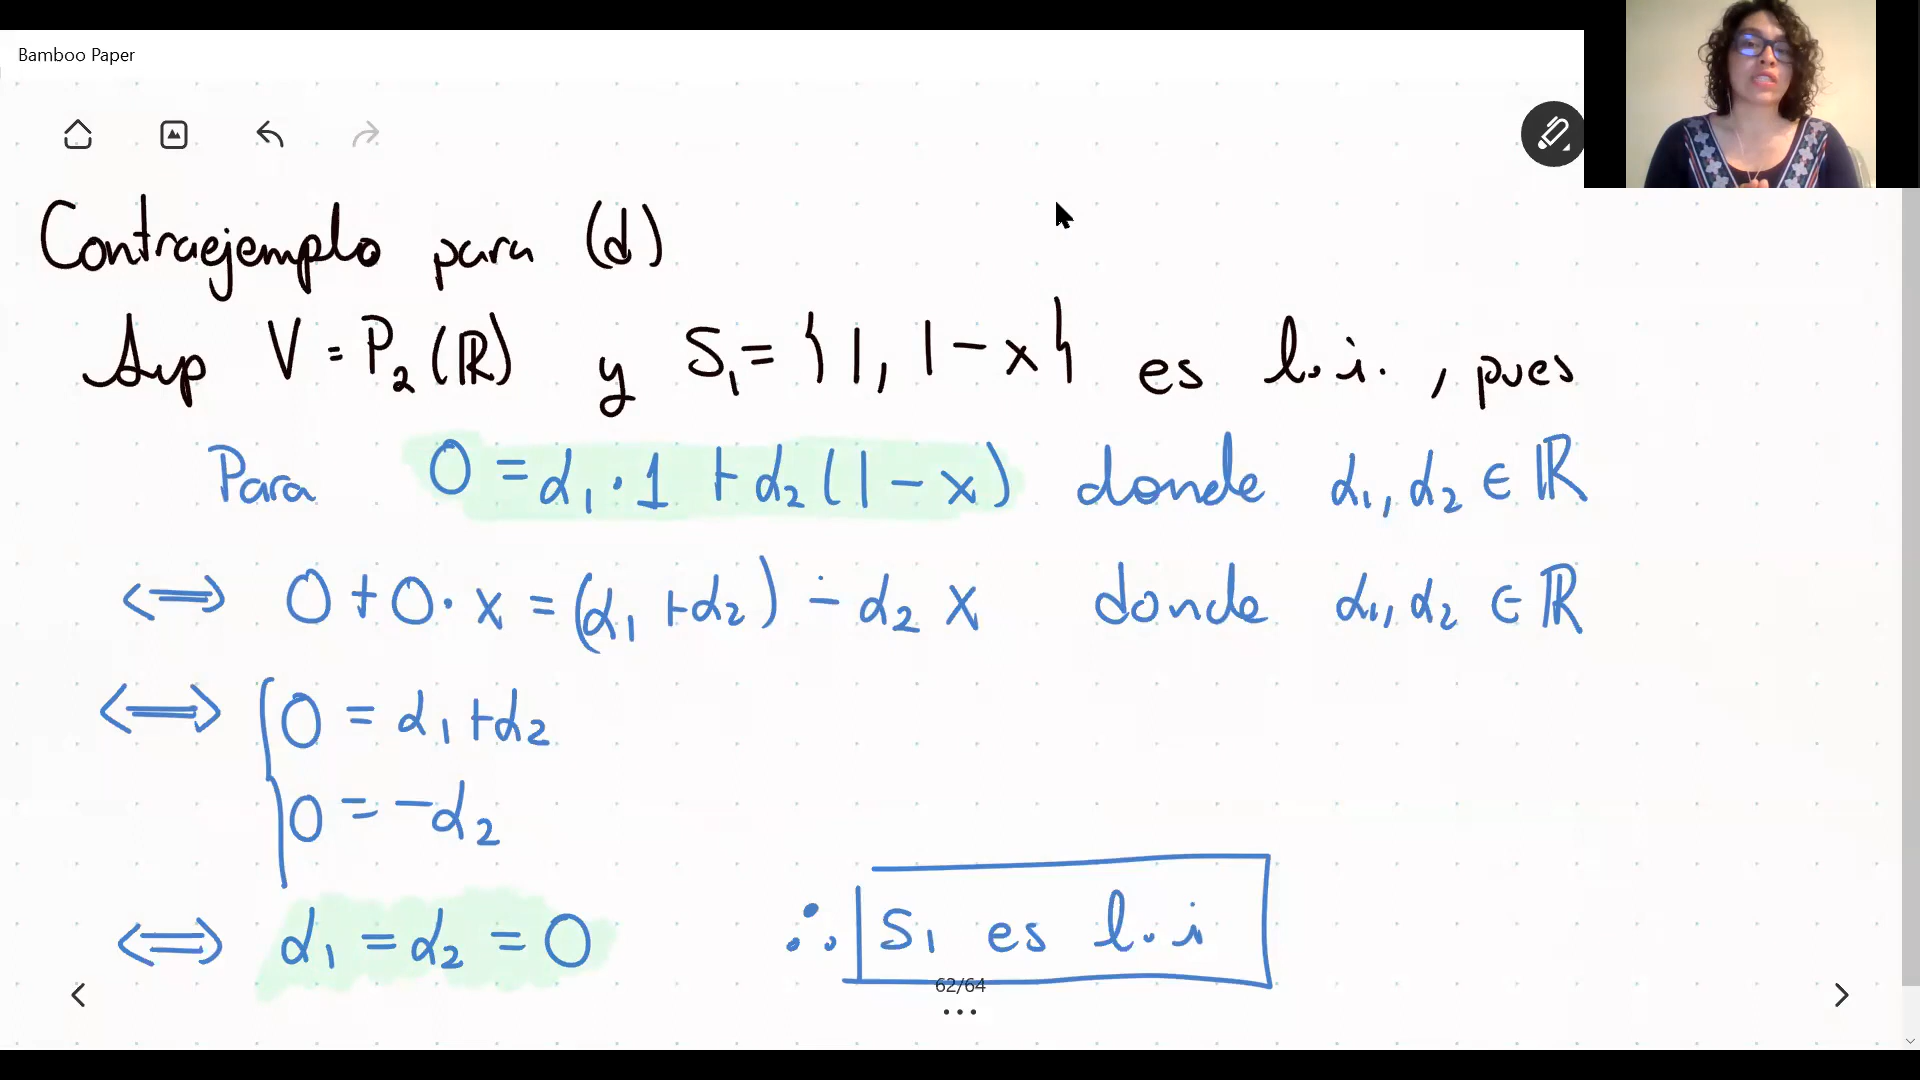 Bamboo Paper
Contraejemplo para (d)
Sup V = P₂(ℝ) y S₁ = {1, 1 - x} es l.i. , pues
Para 0 = α₁·1 + α₂(1 - x) donde α₁, α₂ ∈ ℝ
⟺ 0 + 0·x = (α₁ + α₂) - α₂ x donde α₁, α₂ ∈ ℝ
⟺ { 0 = α₁ + α₂
0 = -α₂
⟺ α₁ = α₂ = 0 ∴ S₁ es l.i
62/64